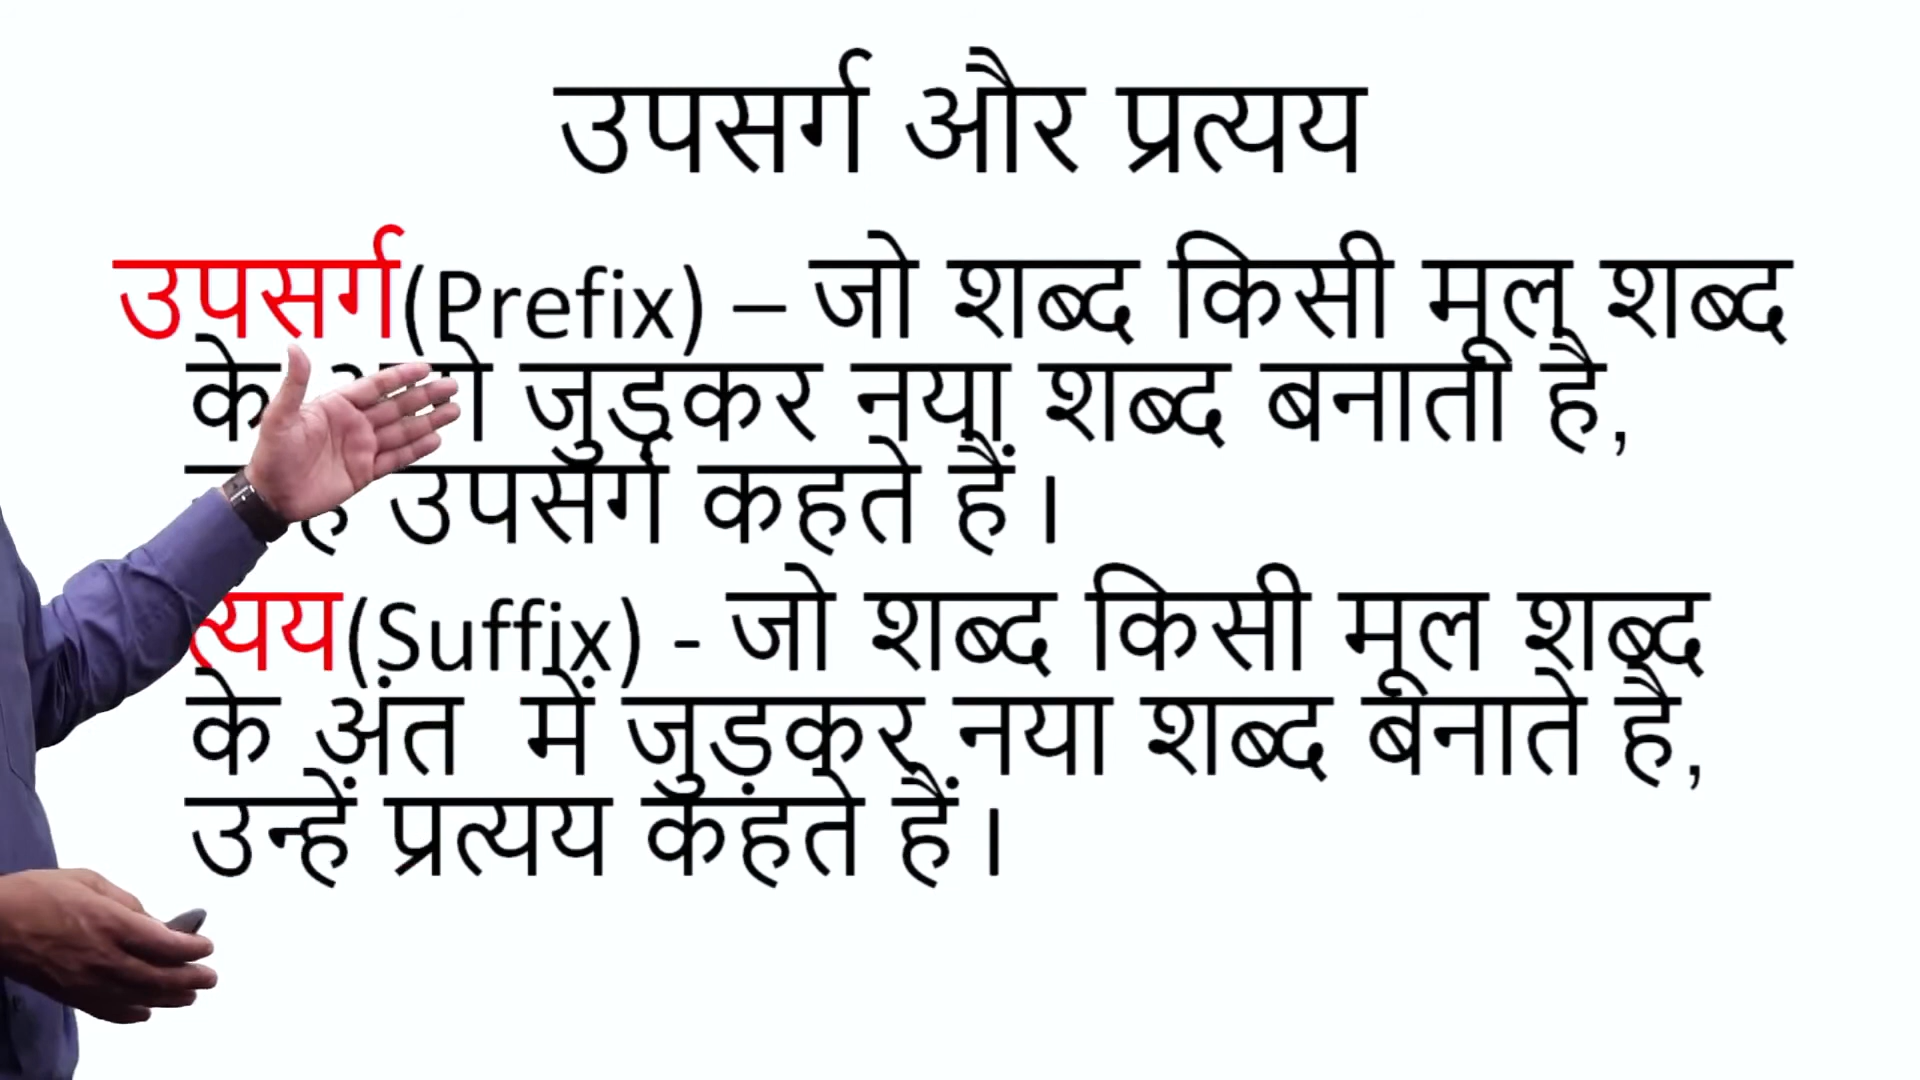 उपसर्ग और प्रत्यय
उपसर्ग(Prefix) – जो शब्द किसी मूल शब्द
के जुड़कर नया शब्द बनाता है,
उपसर्ग कहते हैं।
(Suffix) - जो शब्द किसी मूल शब्द
के अंत में जुड़कर नया शब्द बनाते है,
उन्हें प्रत्यय कहंते हैं।